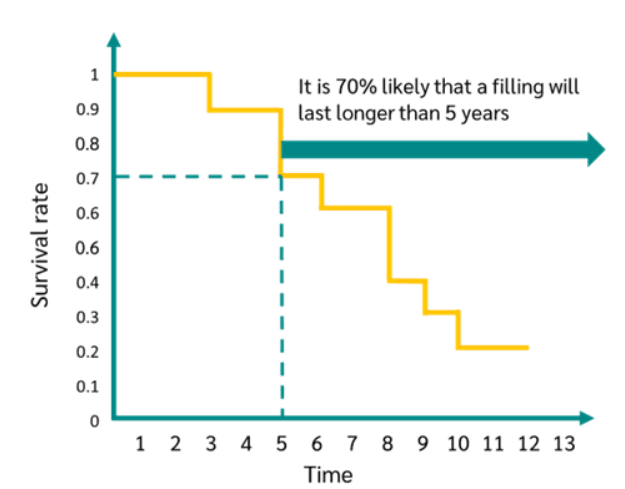 It is 70% likely that a filling will
last longer than 5 years
Survival rate
1
0.9
0.8
0.7
0.6
0.6
0.4
0.3
0.2
0.1
0
1 2 3 4 5 6 7 8 9 10 11 12 13
Time